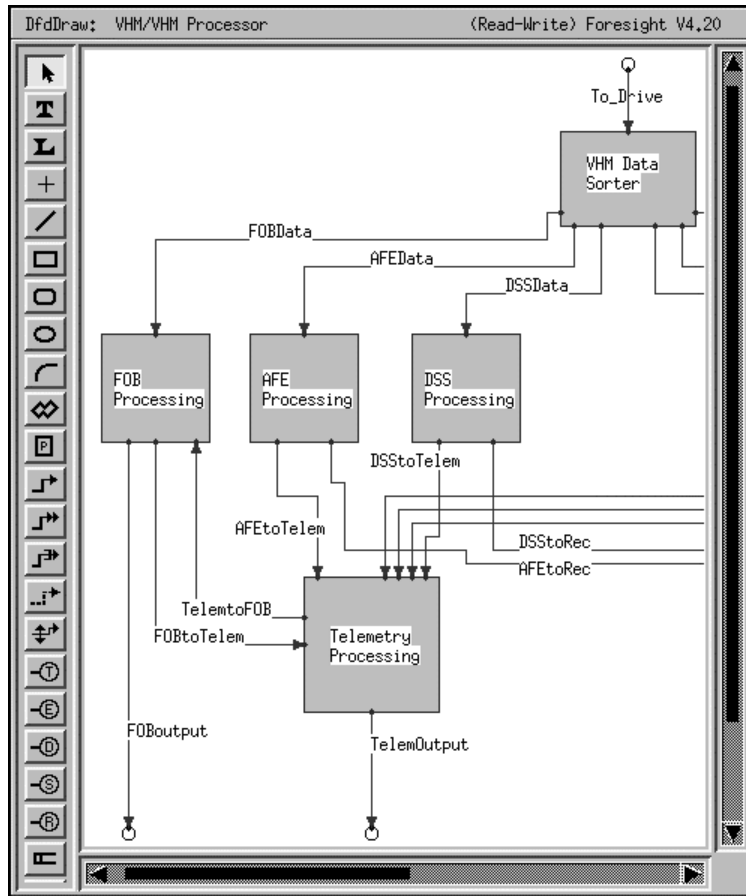 DfdDraw: VHM/VHM Processor (Read-Write) Foresight V4.20
To_Drive
VHM Data
Sorter
FOBData
AFEData
DSSData
FOB
Processing
AFE
Processing
DSS
Processing
DSStoTelem
AFEtoTelem
DSStoRec
AFEtoRec
TelemtoFOB
FOBtoTelem
Telemetry
Processing
FOBoutput
TelemOutput
T
L
P
T
E
D
S
R